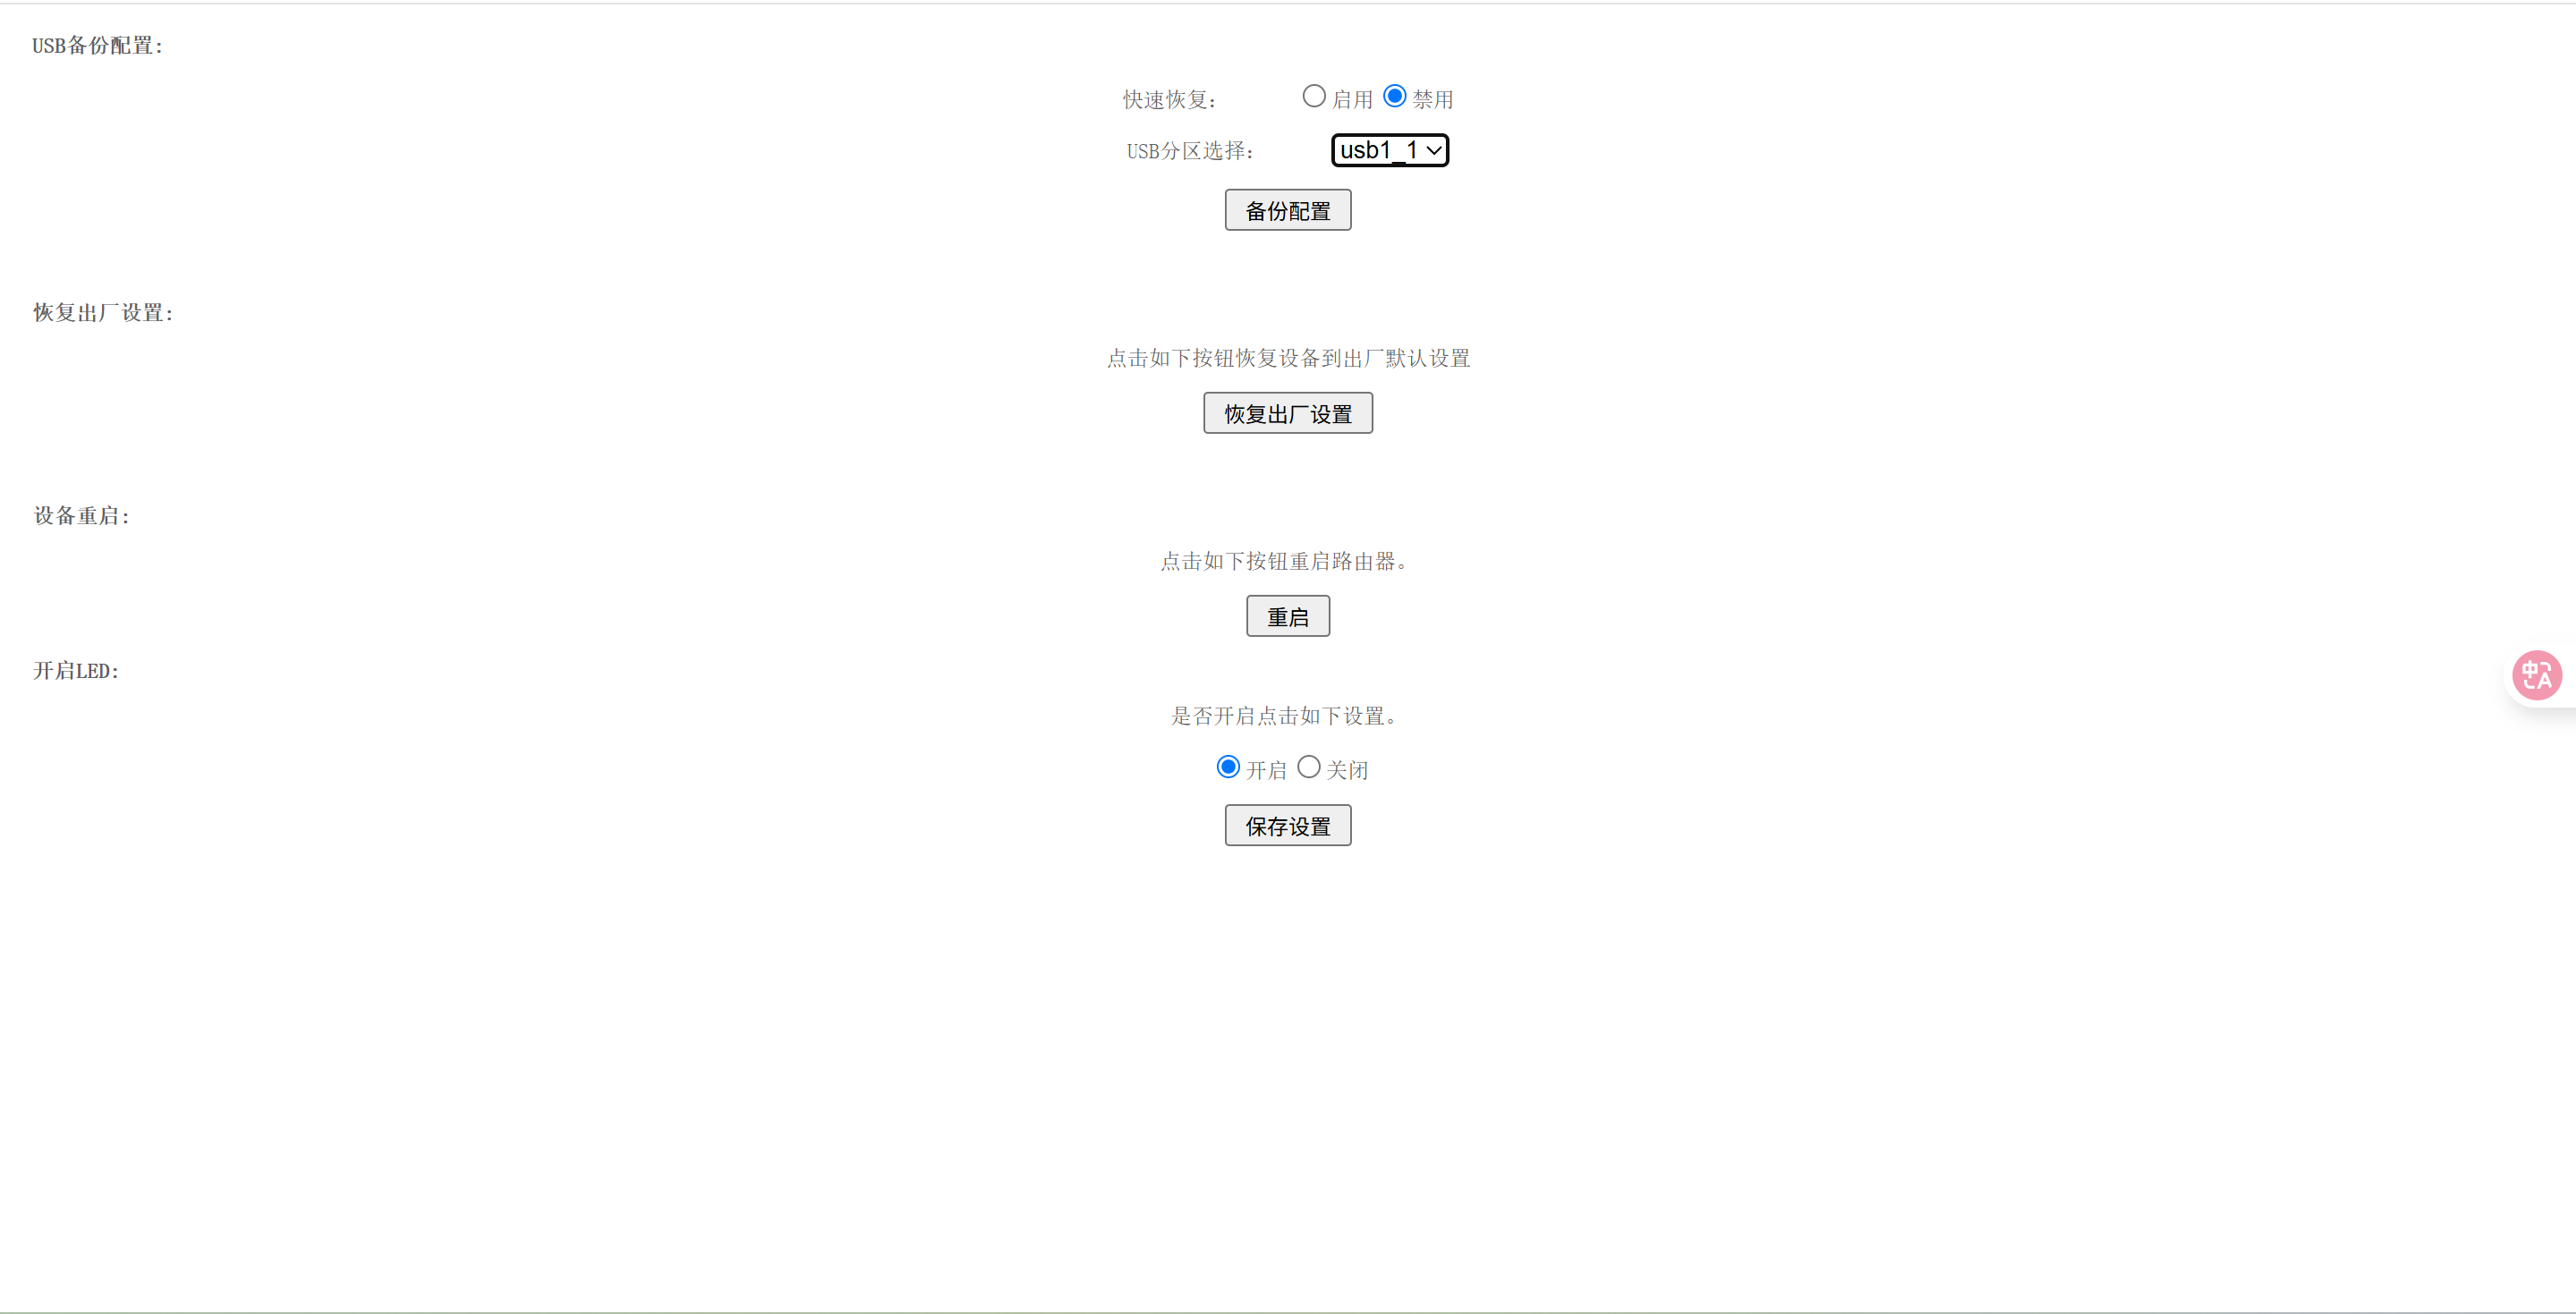 USB备份配置:
快速恢复: 启用 禁用
USB分区选择: usb1_1
备份配置
恢复出厂设置:
点击如下按钮恢复设备到出厂默认设置
恢复出厂设置
设备重启:
点击如下按钮重启路由器。
重启
开启LED:
是否开启点击如下设置。
开启 关闭
保存设置
中A